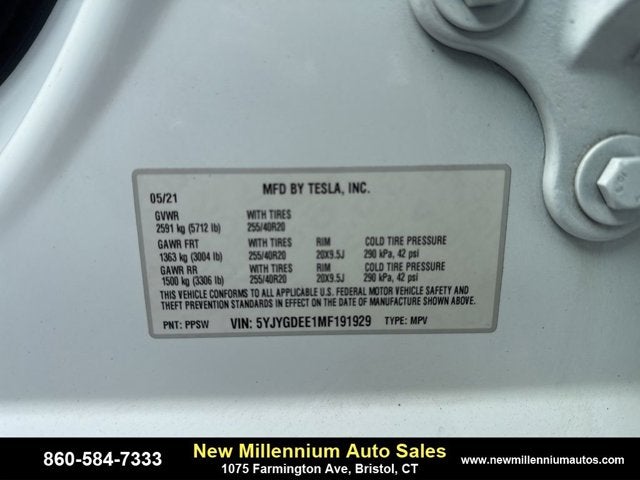 05/21 MFD BY TESLA, INC.
GVWR WITH TIRES
2591 kg (5712 lb) 255/40R20
GAWR FRT WITH TIRES RIM COLD TIRE PRESSURE
1363 kg (3004 lb) 255/40R20 20X9.5J 290 kPa, 42 psi
GAWR RR WITH TIRES RIM COLD TIRE PRESSURE
1500 kg (3306 lb) 255/40R20 20X9.5J 290 kPa, 42 psi
THIS VEHICLE CONFORMS TO ALL APPLICABLE U.S. FEDERAL MOTOR VEHICLE SAFETY AND
THEFT PREVENTION STANDARDS IN EFFECT ON THE DATE OF MANUFACTURE SHOWN ABOVE.
PNT: PPSW VIN: 5YJYGDEE1MF191929 TYPE: MPV
860-584-7333 New Millennium Auto Sales www.newmillenniumautos.com
1075 Farmington Ave, Bristol, CT